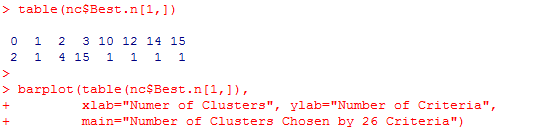 > table(nc$Best.n[1,])
0 1 2 3 10 12 14 15
2 1 4 15 1 1 1 1
>
> barplot(table(nc$Best.n[1,]),
+ xlab="Numer of Clusters", ylab="Number of Criteria",
+ main="Number of Clusters Chosen by 26 Criteria")